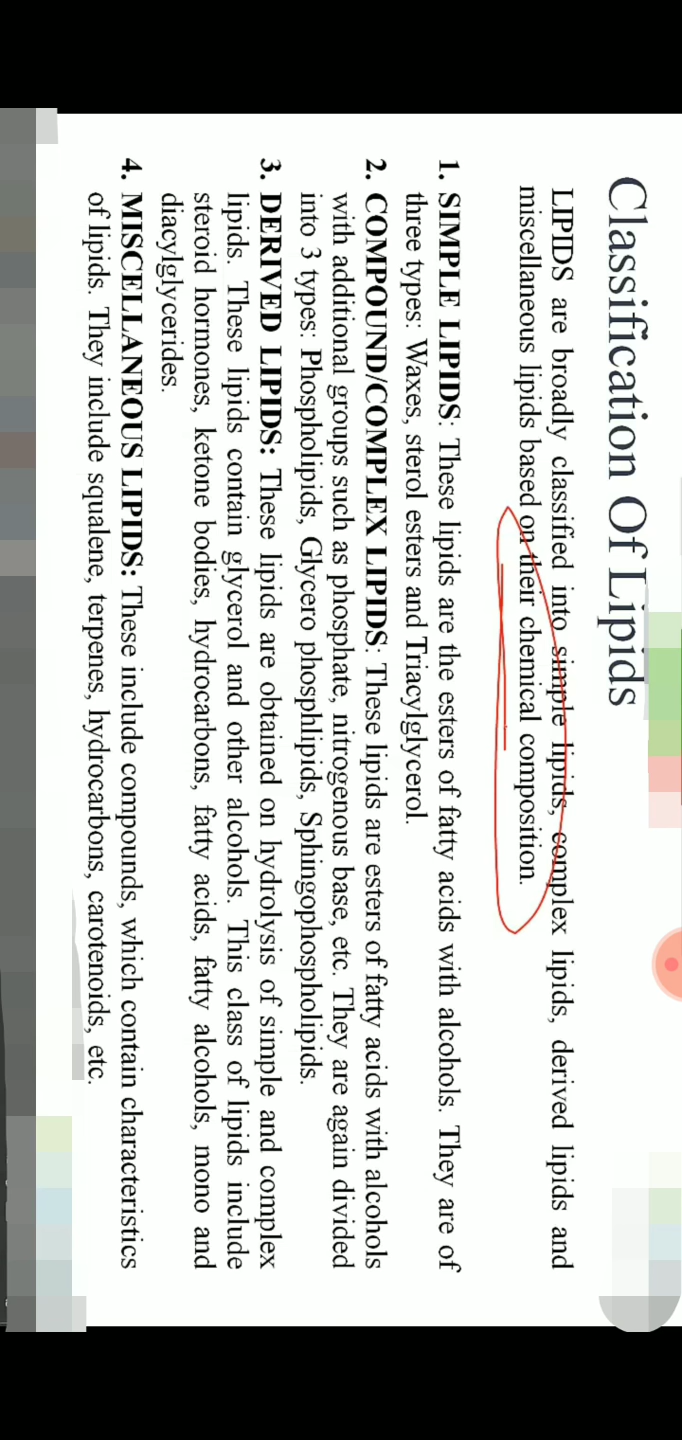 Classification Of Lipids
LIPIDS are broadly classified into simple lipids, complex lipids, derived lipids and
miscellaneous lipids based on their chemical composition.
1. SIMPLE LIPIDS: These lipids are the esters of fatty acids with alcohols. They are of
three types: Waxes, sterol esters and Triacylglycerol.
2. COMPOUND/COMPLEX LIPIDS: These lipids are esters of fatty acids with alcohols
with additional groups such as phosphate, nitrogenous base, etc. They are again divided
into 3 types: Phospholipids, Glycero phosphlipids, Sphingophospholipids.
3. DERIVED LIPIDS: These lipids are obtained on hydrolysis of simple and complex
lipids. These lipids contain glycerol and other alcohols. This class of lipids include
steroid hormones, ketone bodies, hydrocarbons, fatty acids, fatty alcohols, mono and
diacylglycerides.
4. MISCELLANEOUS LIPIDS: These include compounds, which contain characteristics
of lipids. They include squalene, terpenes, hydrocarbons, carotenoids, etc.